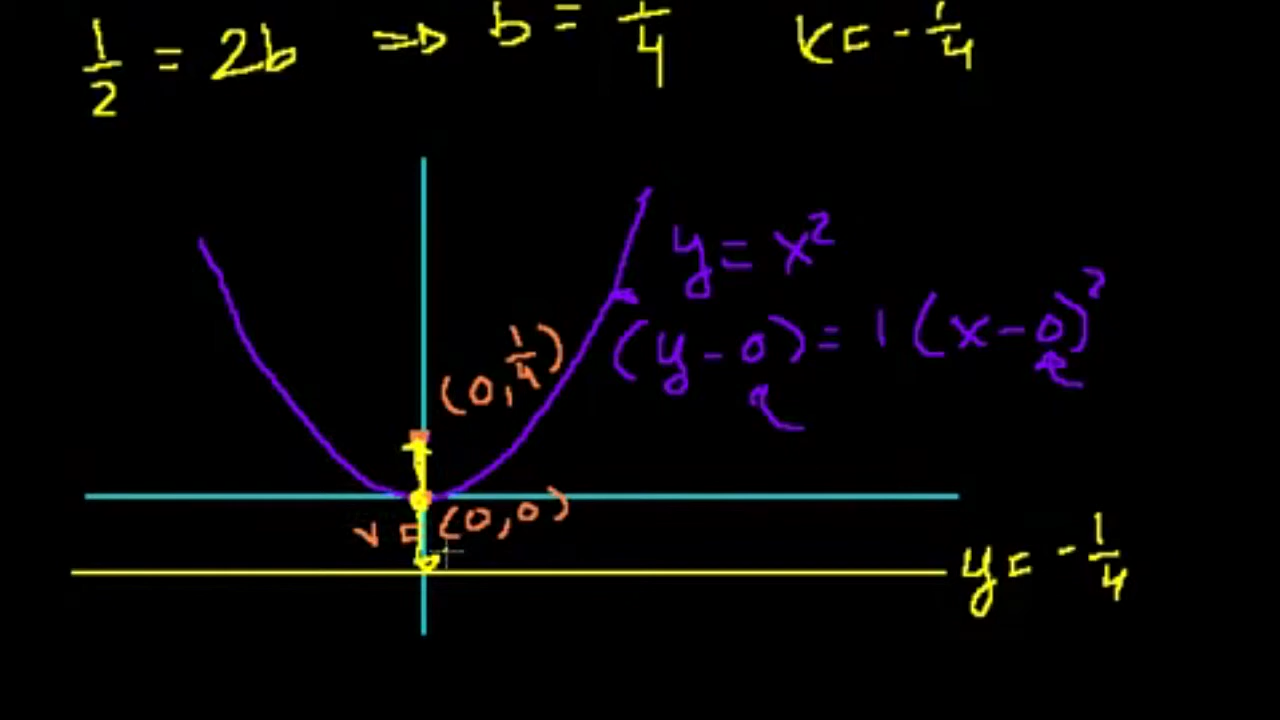 1/2 = 2b ⇒ b = 1/4 k = -1/4
y = x²
(y - 0) = 1(x - 0)²
(0, 1/4)
v = (0,0)
y = -1/4